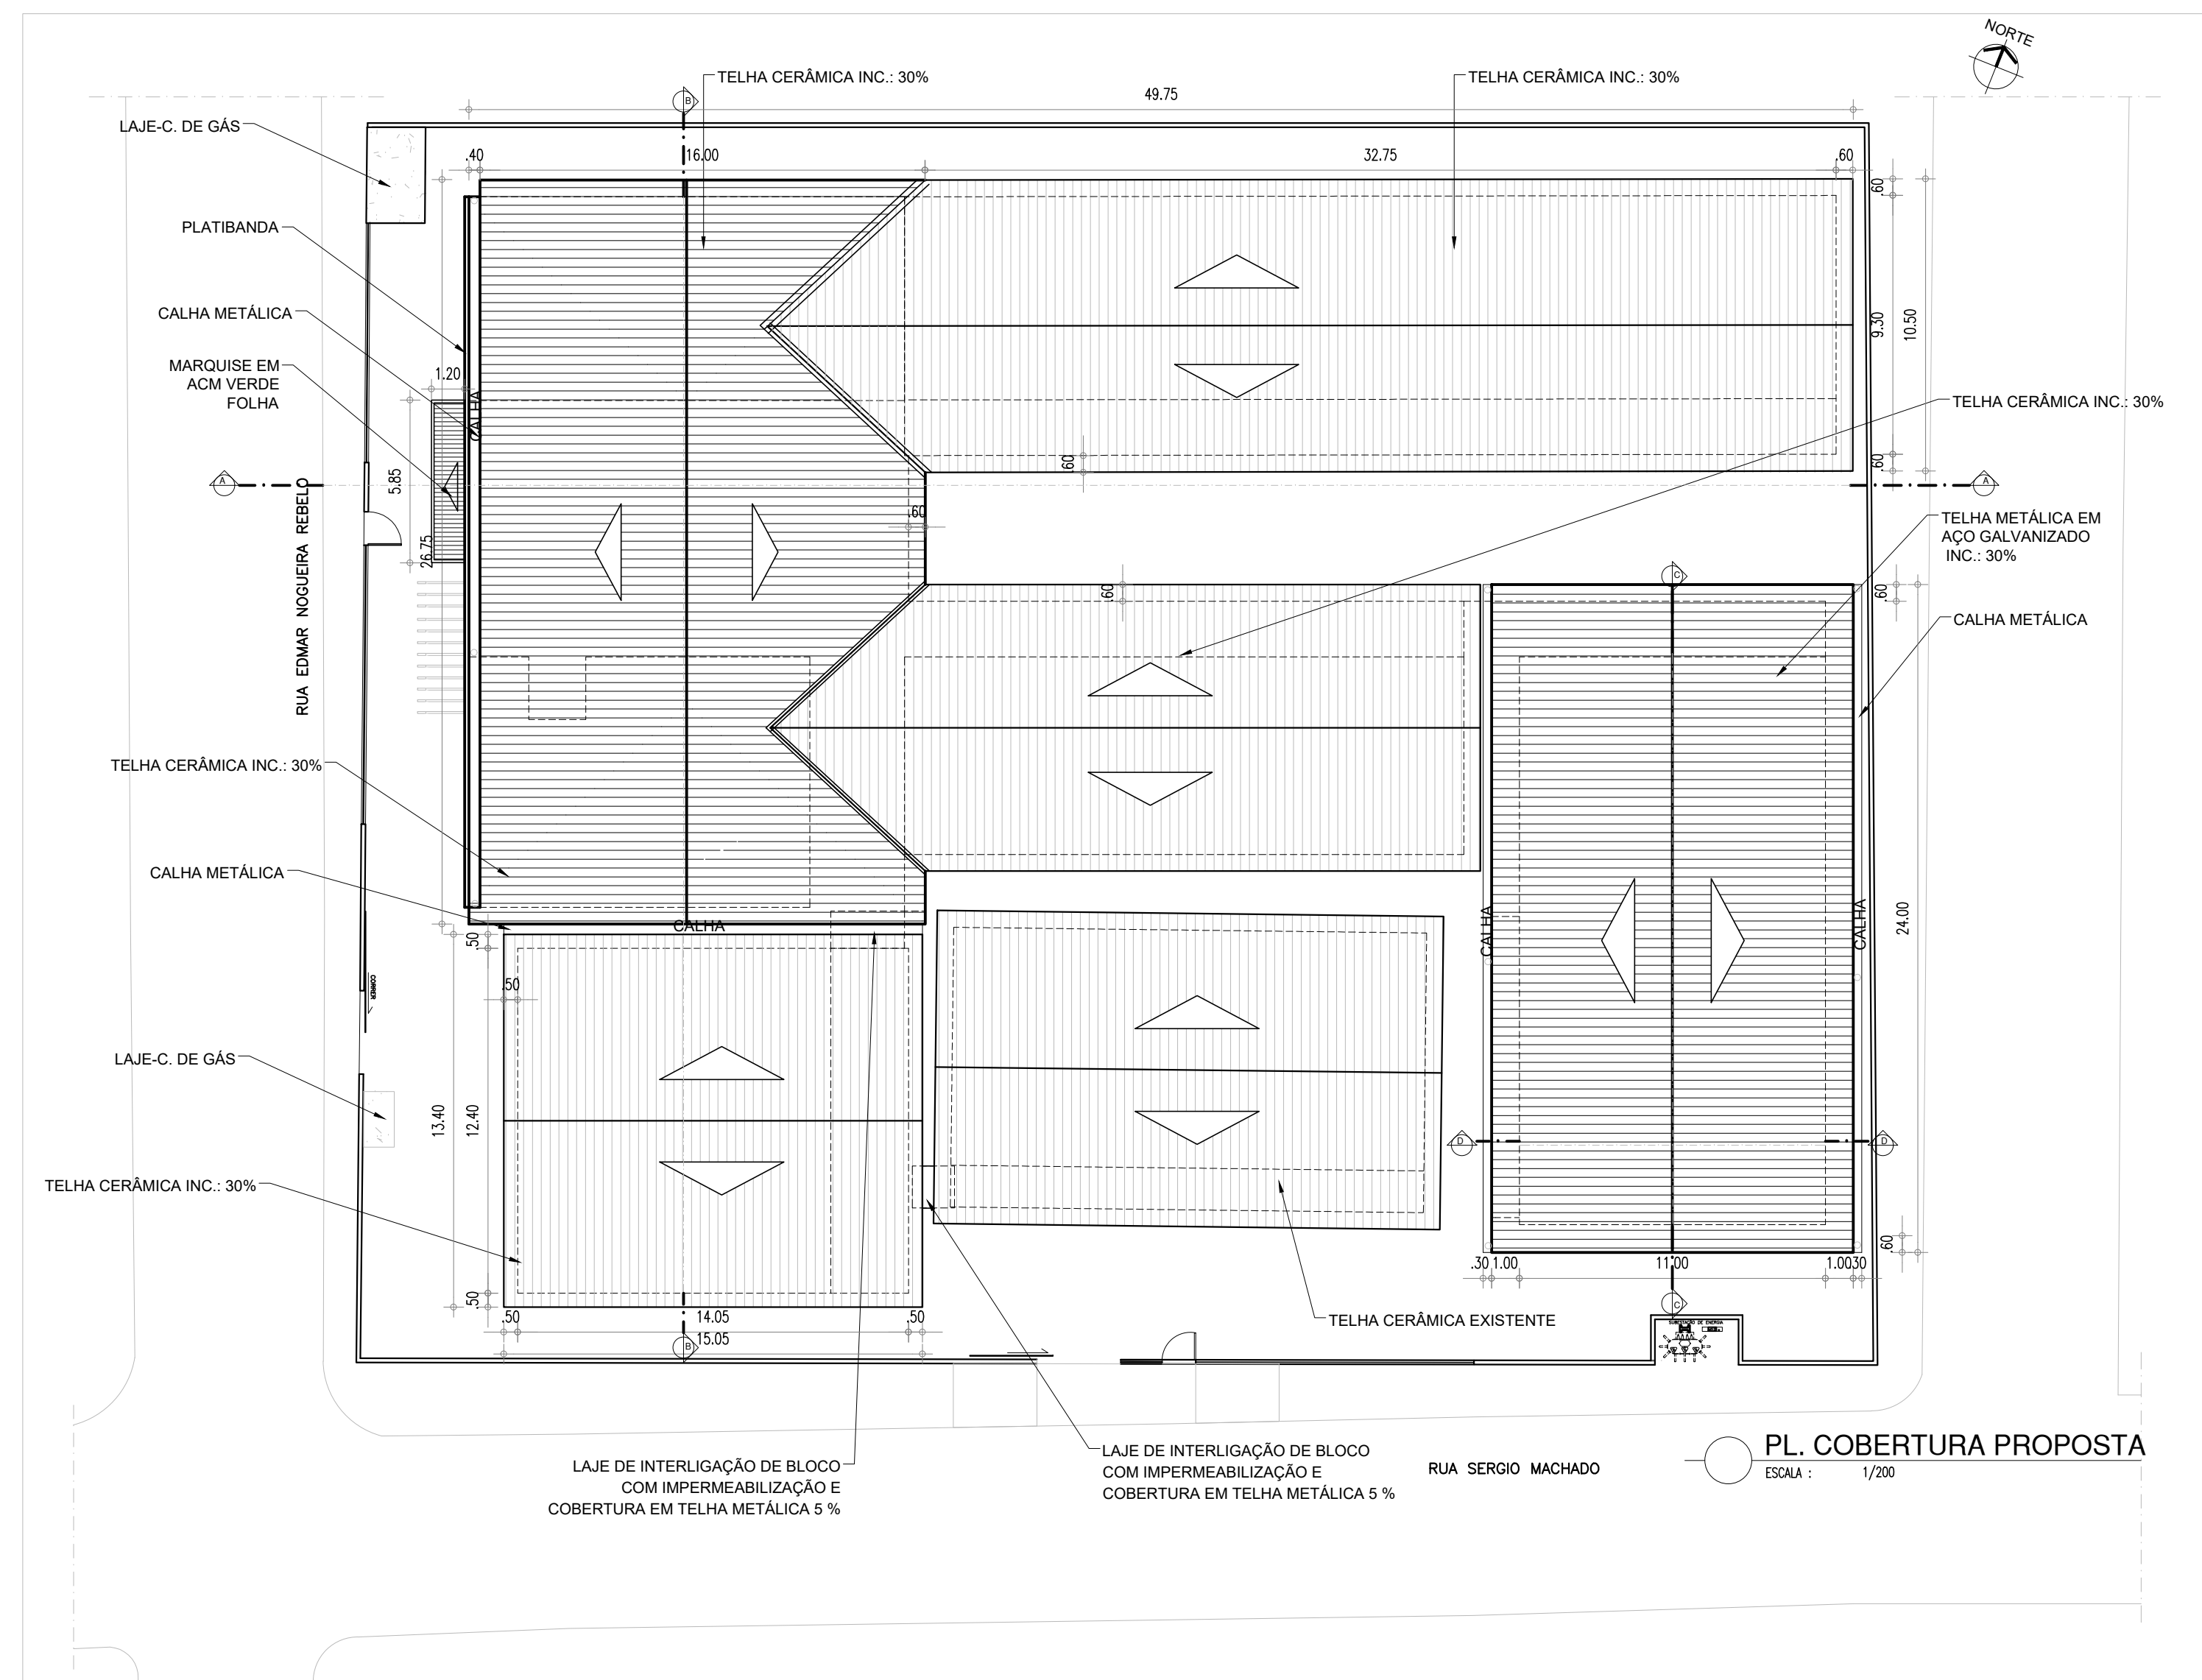 NORTE
TELHA CERÂMICA INC.: 30%
TELHA CERÂMICA INC.: 30%
B
49.75
LAJE-C. DE GÁS
.40
16.00
32.75
.60
.60
PLATIBANDA
CALHA METÁLICA
9.30
10.50
MARQUISE EM
ACM VERDE
FOLHA
1.20
CALHA
TELHA CERÂMICA INC.: 30%
.60
.60
A
5.85
A
RUA EDMAR NOGUEIRA REBELO
.60
26.75
TELHA METÁLICA EM
AÇO GALVANIZADO
INC.: 30%
C
.60
.60
CALHA METÁLICA
TELHA CERÂMICA INC.: 30%
CALHA METÁLICA
CALHA
.50
CALHA
CALHA
24.00
.50
CORRER
LAJE-C. DE GÁS
13.40
12.40
D
D
TELHA CERÂMICA INC.: 30%
.60
.30
1.00
11.00
1.00
.30
.50
.50
14.05
.50
15.05
B
C
TELHA CERÂMICA EXISTENTE
SUBESTAÇÃO DE ENERGIA
LAJE DE INTERLIGAÇÃO DE BLOCO
COM IMPERMEABILIZAÇÃO E
COBERTURA EM TELHA METÁLICA 5 %
LAJE DE INTERLIGAÇÃO DE BLOCO
COM IMPERMEABILIZAÇÃO E
COBERTURA EM TELHA METÁLICA 5 %
RUA SERGIO MACHADO
PL. COBERTURA PROPOSTA
ESCALA : 1/200